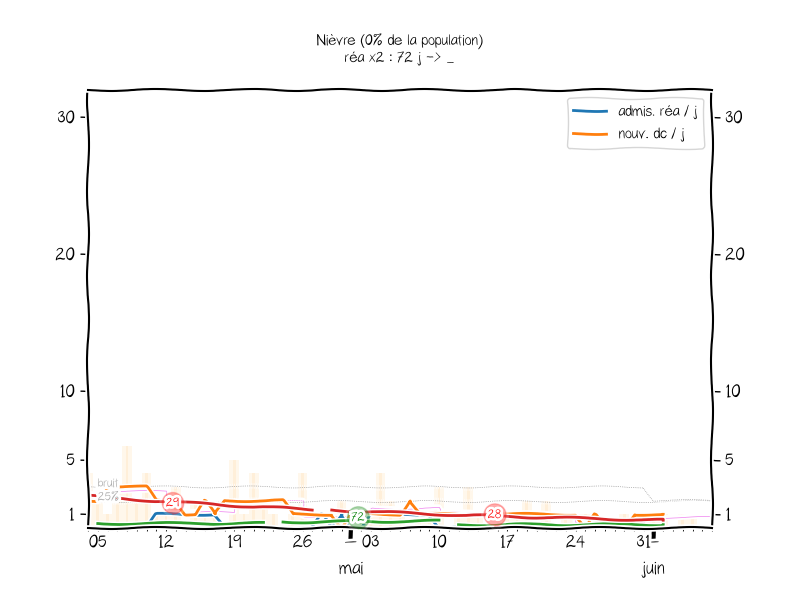 Nièvre (0% de la population)
réa x2 : 72 j -> _
30
30
admis. réa / j
nouv. dc / j
20
20
10
10
5
5
bruit
25%
29
72
28
1
1
05 12 19 26 03 10 17 24 31
mai juin